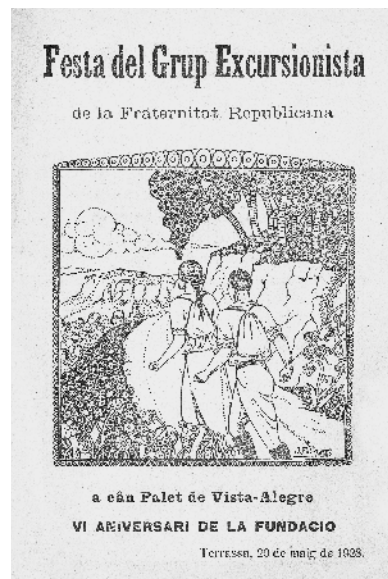 Festa del Grup Excursionista
de la Fraternitat Republicana
a cân Palet de Vista-Alegre
VI ANIVERSARI DE LA FUNDACIO
Terrassa, 20 de maig de 1928.